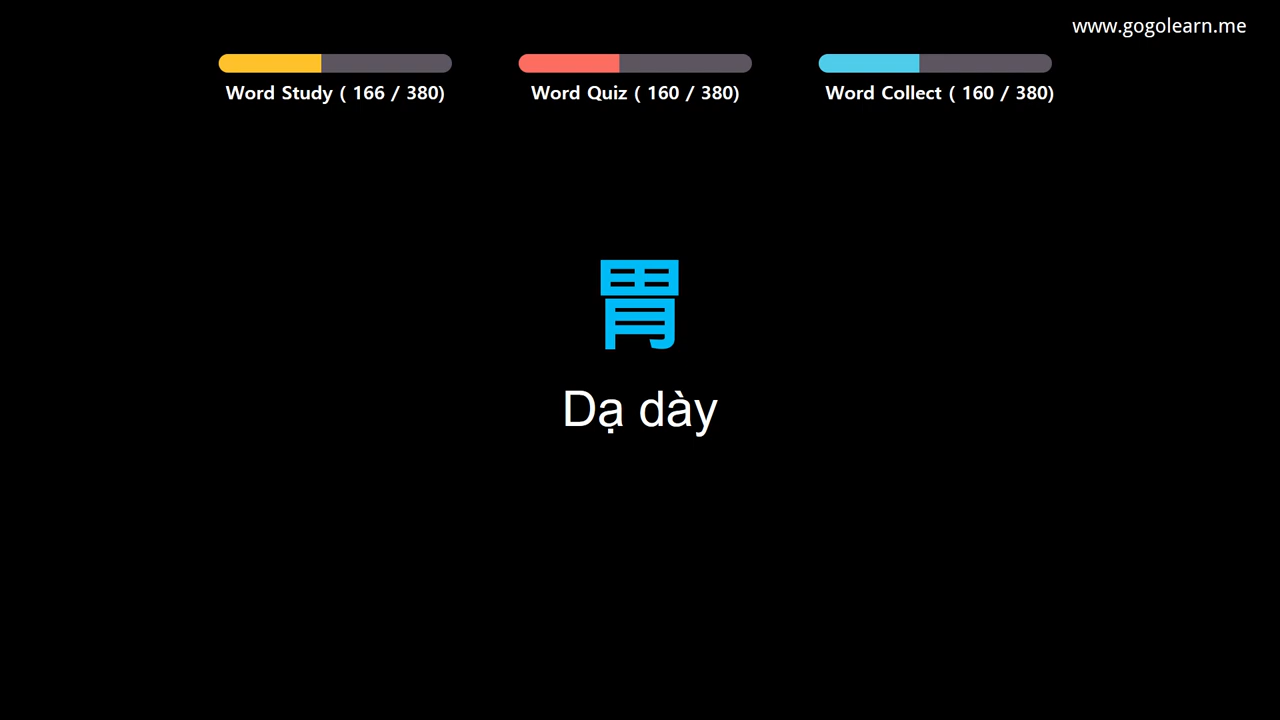 www.gogolearn.me
Word Study ( 166 / 380)
Word Quiz ( 160 / 380)
Word Collect ( 160 / 380)
胃
Dạ dày